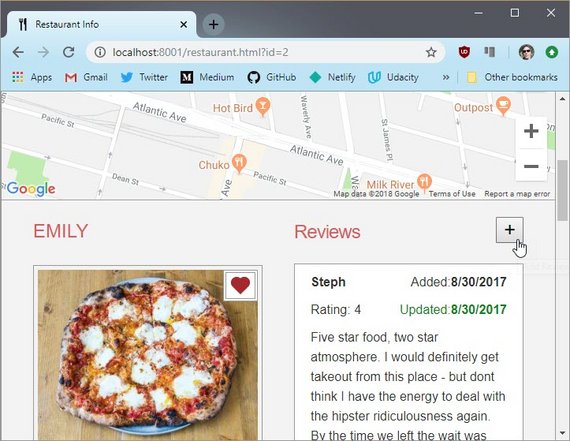 Restaurant Info
localhost:8001/restaurant.html?id=2
Apps Gmail Twitter Medium GitHub Netlify Udacity » Other bookmarks
Hot Bird
Outpost
Atlantic Ave
Waverly Ave
Pacific St
St James Pl
Atlantic Ave
Chuko
Pacific St
Dean St
Milk River
Google
Map data ©2018 Google Terms of Use Report a map error
EMILY
Reviews
+
Steph Added:8/30/2017
Rating: 4 Updated:8/30/2017
Five star food, two star
atmosphere. I would definitely get
takeout from this place - but dont
think I have the energy to deal with
the hipster ridiculousness again.
By the time we left the wait was